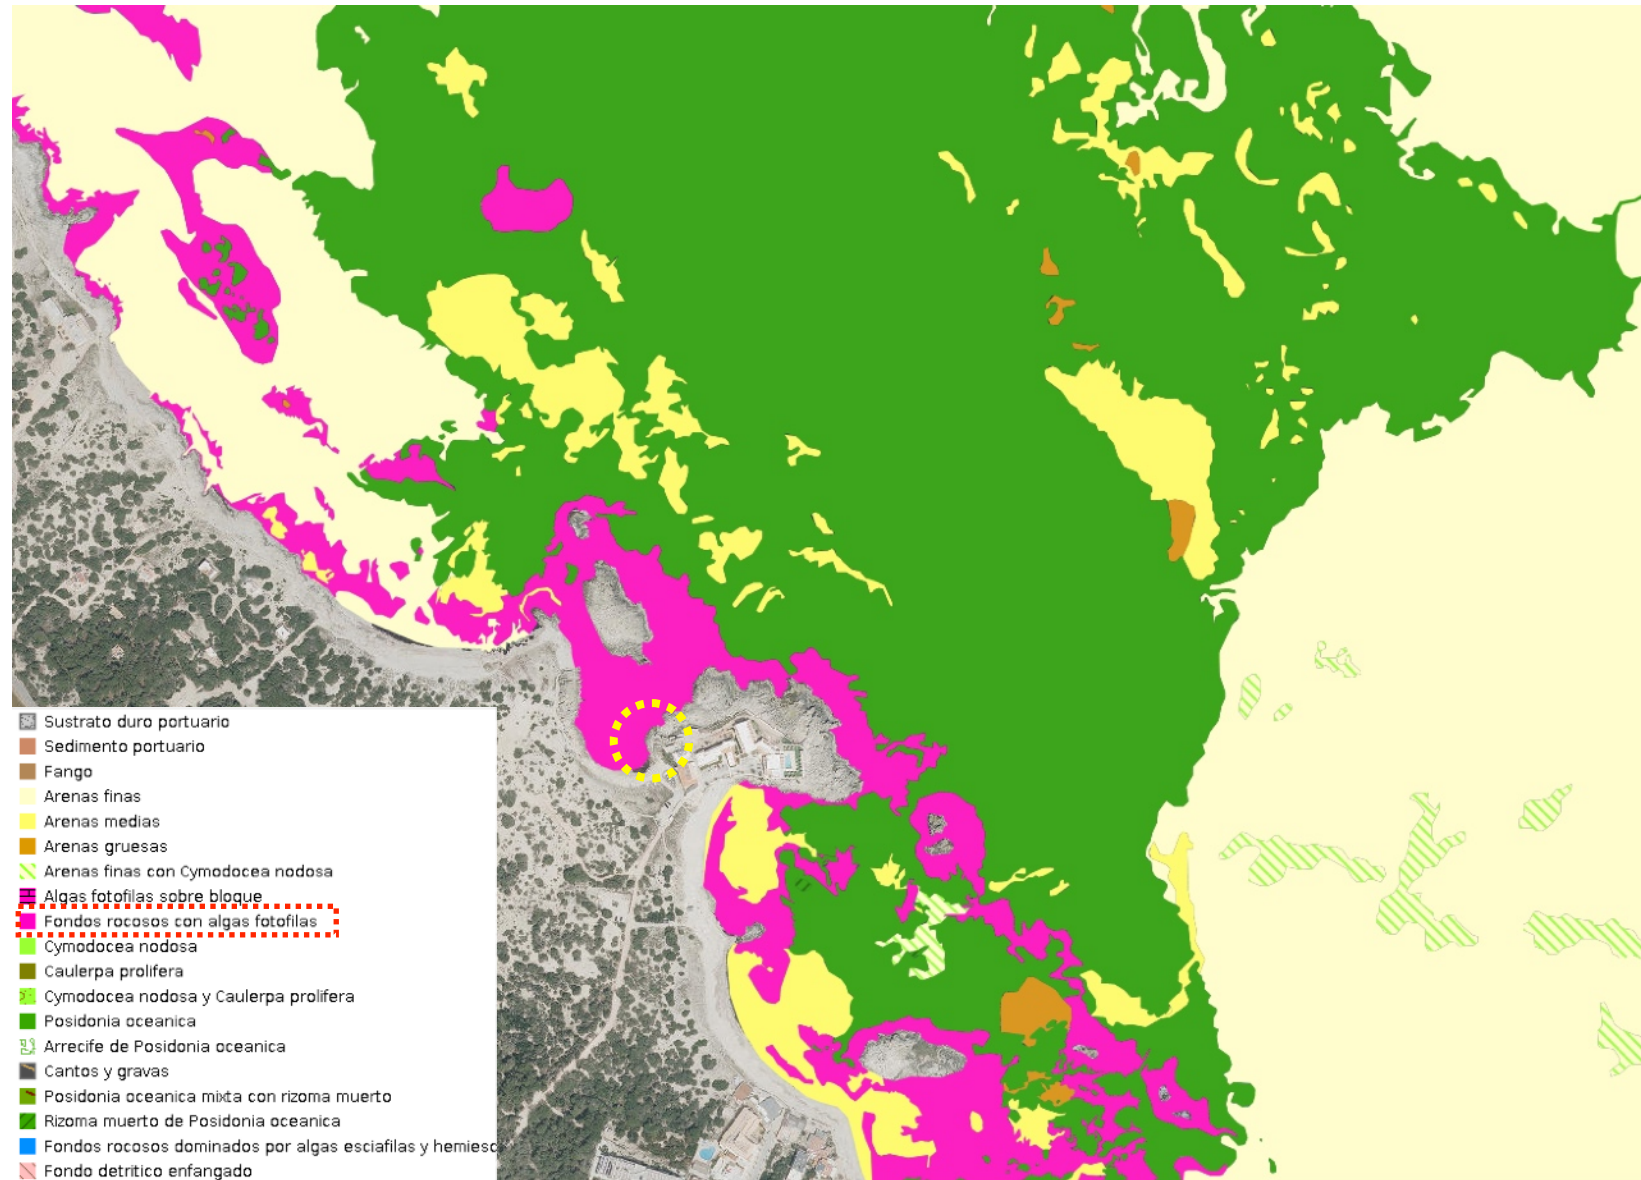 Sustrato duro portuario
Sedimento portuario
Fango
Arenas finas
Arenas medias
Arenas gruesas
Arenas finas con Cymodocea nodosa
Algas fotofilas sobre bloque
Fondos rocosos con algas fotofilas
Cymodocea nodosa
Caulerpa prolifera
Cymodocea nodosa y Caulerpa prolifera
Posidonia oceanica
Arrecife de Posidonia oceanica
Cantos y gravas
Posidonia oceanica mixta con rizoma muerto
Rizoma muerto de Posidonia oceanica
Fondos rocosos dominados por algas esciafilas y hemiesc
Fondo detritico enfangado